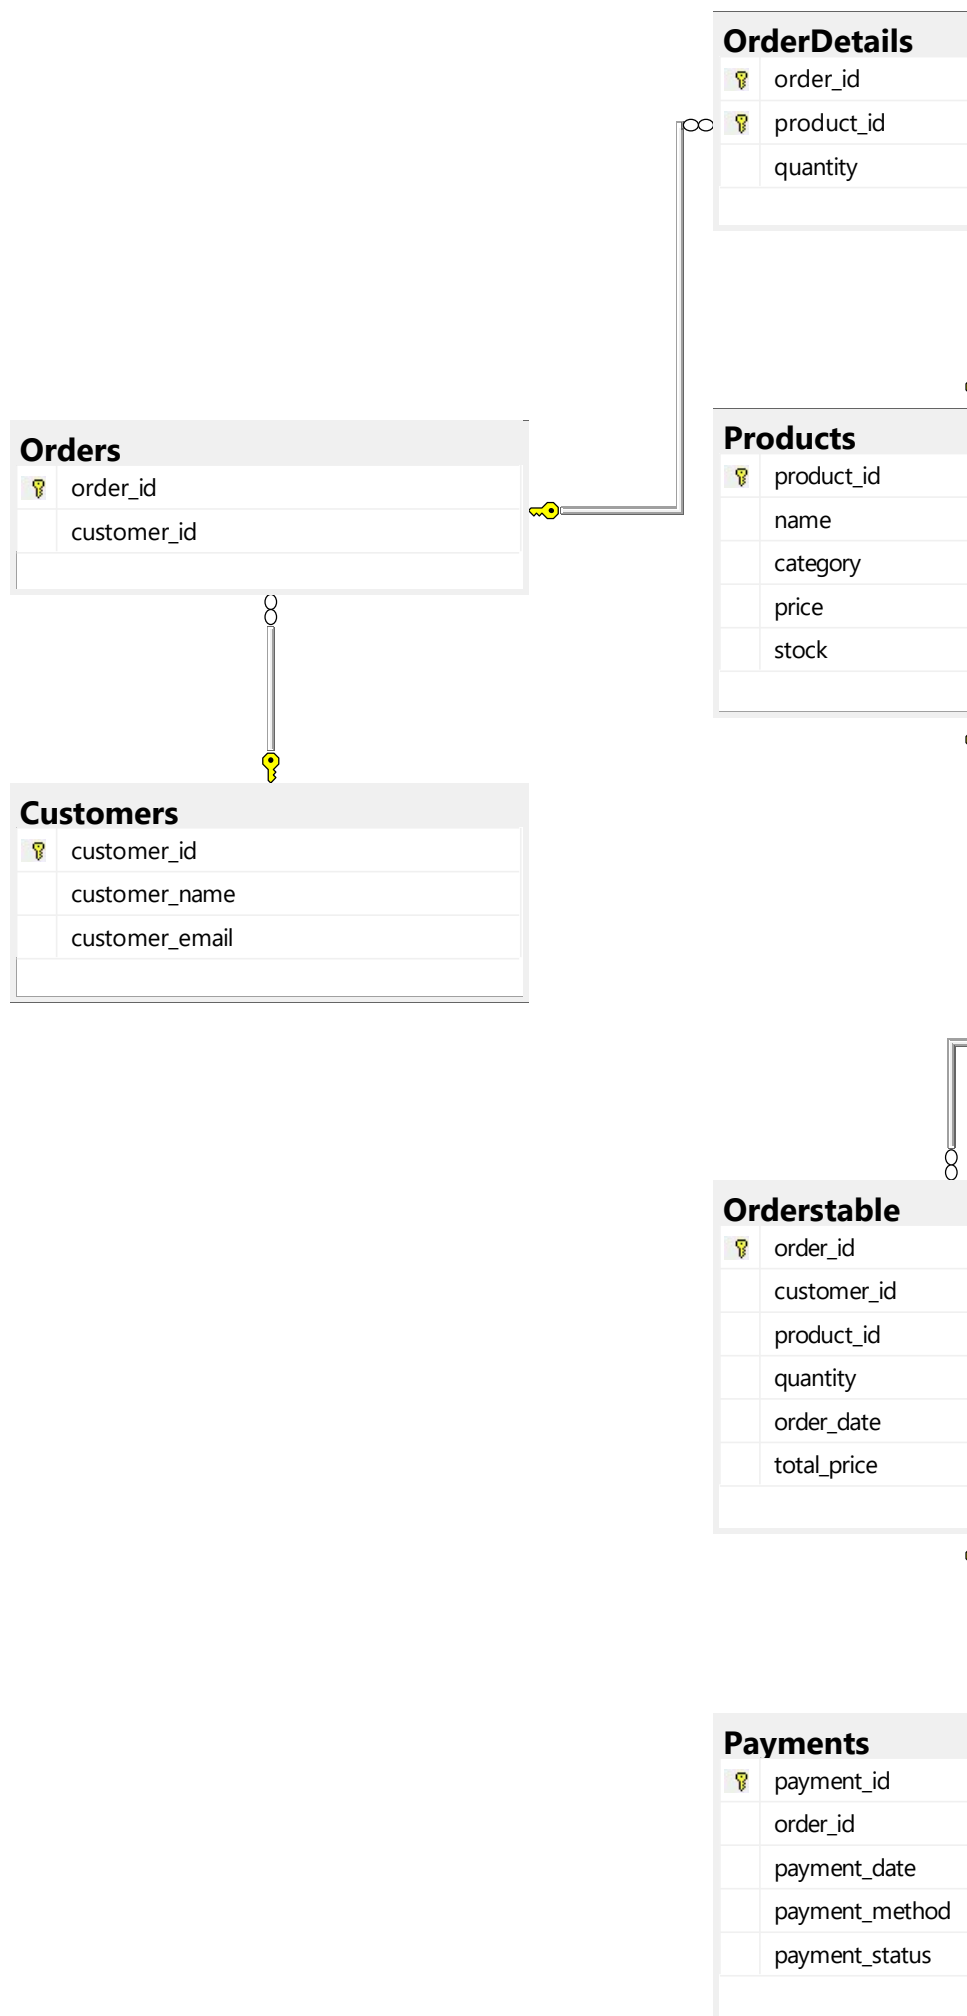 OrderDetails
order_id
product_id
quantity
Orders
order_id
customer_id
Products
product_id
name
category
price
stock
Customers
customer_id
customer_name
customer_email
Orderstable
order_id
customer_id
product_id
quantity
order_date
total_price
Payments
payment_id
order_id
payment_date
payment_method
payment_status